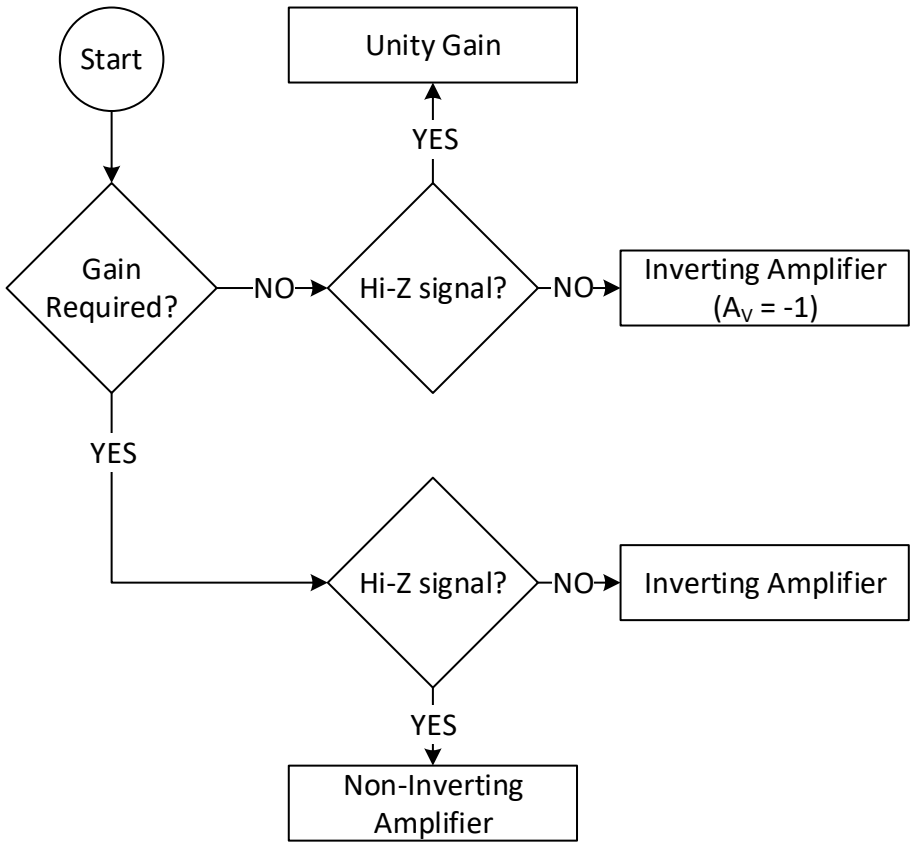 Start
Unity Gain
YES
Gain
Required?
NO
Hi-Z signal?
NO
Inverting Amplifier
(AV = -1)
YES
Hi-Z signal?
NO
Inverting Amplifier
YES
Non-Inverting
Amplifier